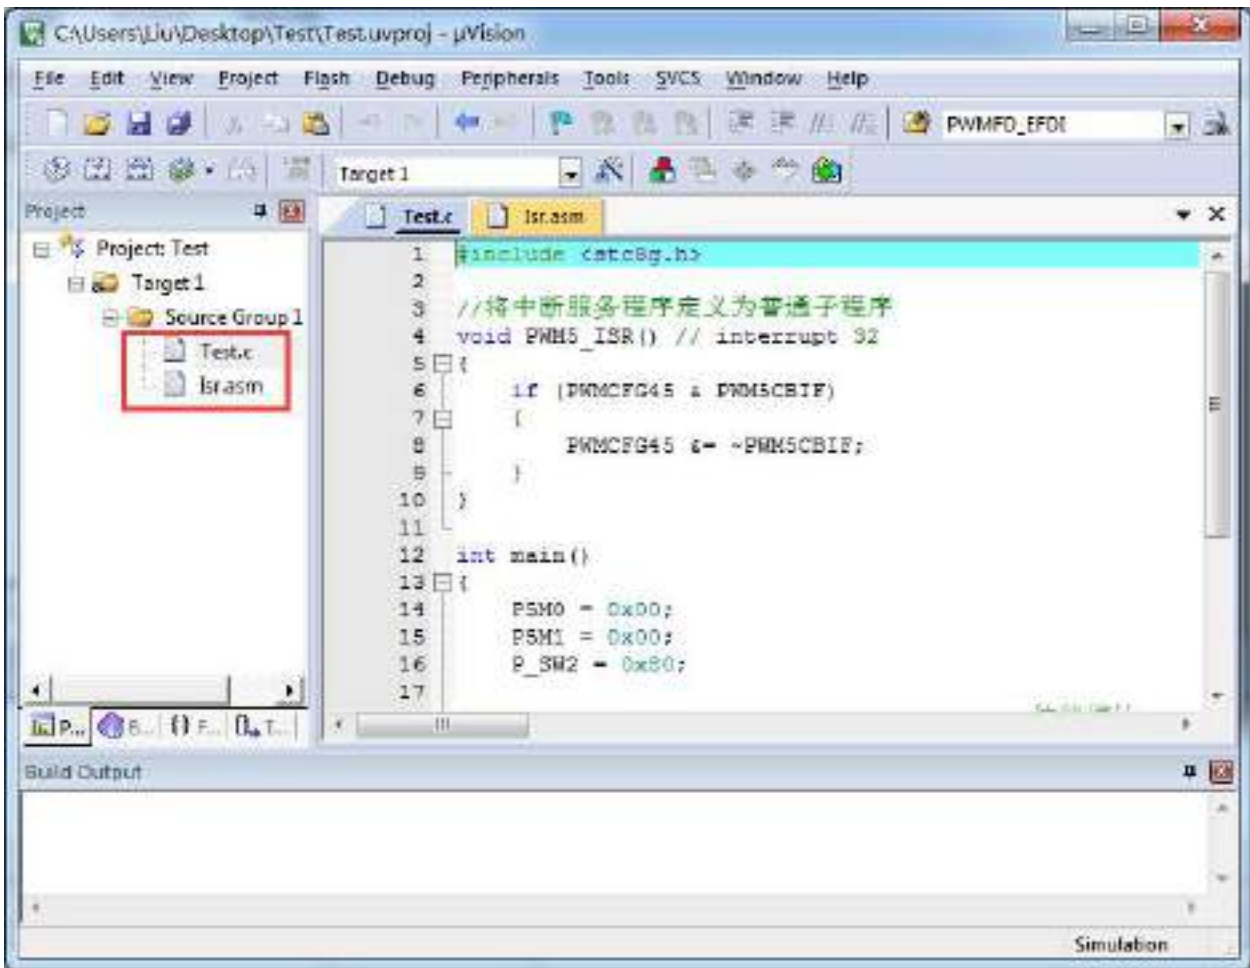 C:\Users\Liu\Desktop\Test\Test.uvproj - µVision
File Edit View Project Flash Debug Peripherals Tools SVCS Window Help
PWMFD_EFDI
Target 1
Project
Test.c
Isr.asm
Project: Test
Target 1
Source Group 1
Test.c
Isr.asm
1 #include <stc8g.h>
2
3 //将中断服务程序定义为普通子程序
4 void PWM5_ISR() // interrupt 32
5 {
6 if (PWMCFG45 & PWM5CBIF)
7 {
8 PWMCFG45 &= ~PWM5CBIF;
9 }
10 }
11
12 int main()
13 {
14 P5M0 = 0x00;
15 P5M1 = 0x00;
16 P_SW2 = 0x80;
17
P... B... {} F... 0 T...
Build Output
Simulation